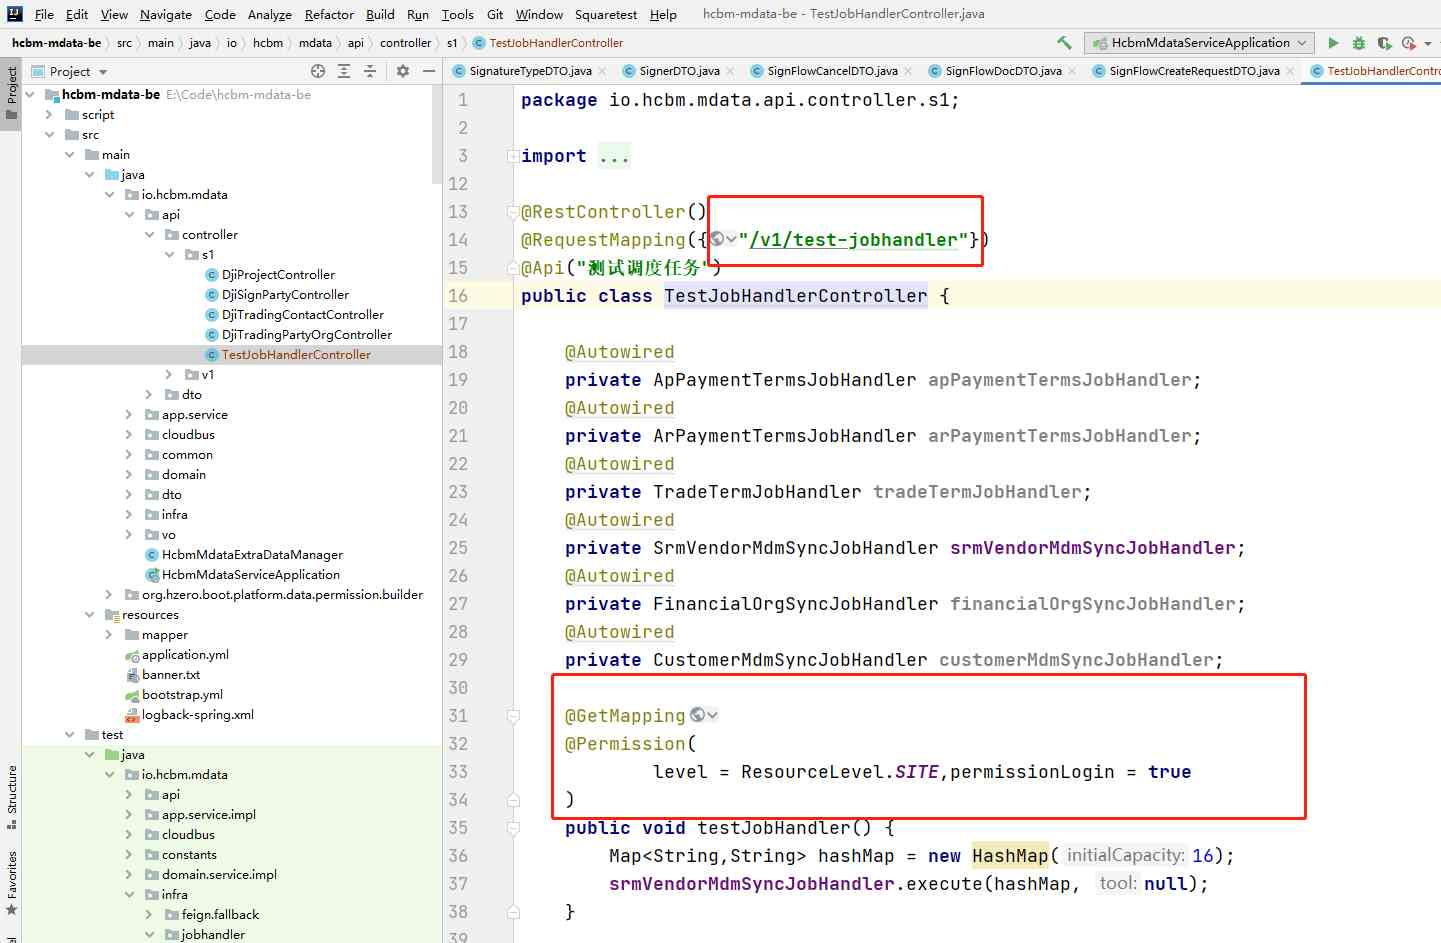 File Edit View Navigate Code Analyze Refactor Build Run Tools Git Window Squaretest Help hcbm-mdata-be - TestJobHandlerController.java
hcbm-mdata-be src main java io hcbm mdata api controller s1 TestJobHandlerController HcbmMdataServiceApplication
Project
SignatureTypeDTO.java SignerDTO.java SignFlowCancelDTO.java SignFlowDocDTO.java SignFlowCreateRequestDTO.java TestJobHandlerContro
Project
Structure
Favorites
hcbm-mdata-be E:\Code\hcbm-mdata-be
script
src
main
java
io.hcbm.mdata
api
controller
s1
DjiProjectController
DjiSignPartyController
DjiTradingContactController
DjiTradingPartyOrgController
TestJobHandlerController
v1
dto
app.service
cloudbus
common
domain
dto
infra
vo
HcbmMdataExtraDataManager
HcbmMdataServiceApplication
org.hzero.boot.platform.data.permission.builder
resources
mapper
application.yml
banner.txt
bootstrap.yml
logback-spring.xml
test
java
io.hcbm.mdata
api
app.service.impl
cloudbus
constants
domain.service.impl
infra
feign.fallback
jobhandler
1 package io.hcbm.mdata.api.controller.s1;
2
3 import ...
12
13 @RestController()
14 @RequestMapping({"/v1/test-jobhandler"})
15 @Api("测试调度任务")
16 public class TestJobHandlerController {
17
18 @Autowired
19 private ApPaymentTermsJobHandler apPaymentTermsJobHandler;
20 @Autowired
21 private ArPaymentTermsJobHandler arPaymentTermsJobHandler;
22 @Autowired
23 private TradeTermJobHandler tradeTermJobHandler;
24 @Autowired
25 private SrmVendorMdmSyncJobHandler srmVendorMdmSyncJobHandler;
26 @Autowired
27 private FinancialOrgSyncJobHandler financialOrgSyncJobHandler;
28 @Autowired
29 private CustomerMdmSyncJobHandler customerMdmSyncJobHandler;
30
31 @GetMapping
32 @Permission(
33 level = ResourceLevel.SITE,permissionLogin = true
34 )
35 public void testJobHandler() {
36 Map<String,String> hashMap = new HashMap( initialCapacity: 16);
37 srmVendorMdmSyncJobHandler.execute(hashMap, tool: null);
38 }
39